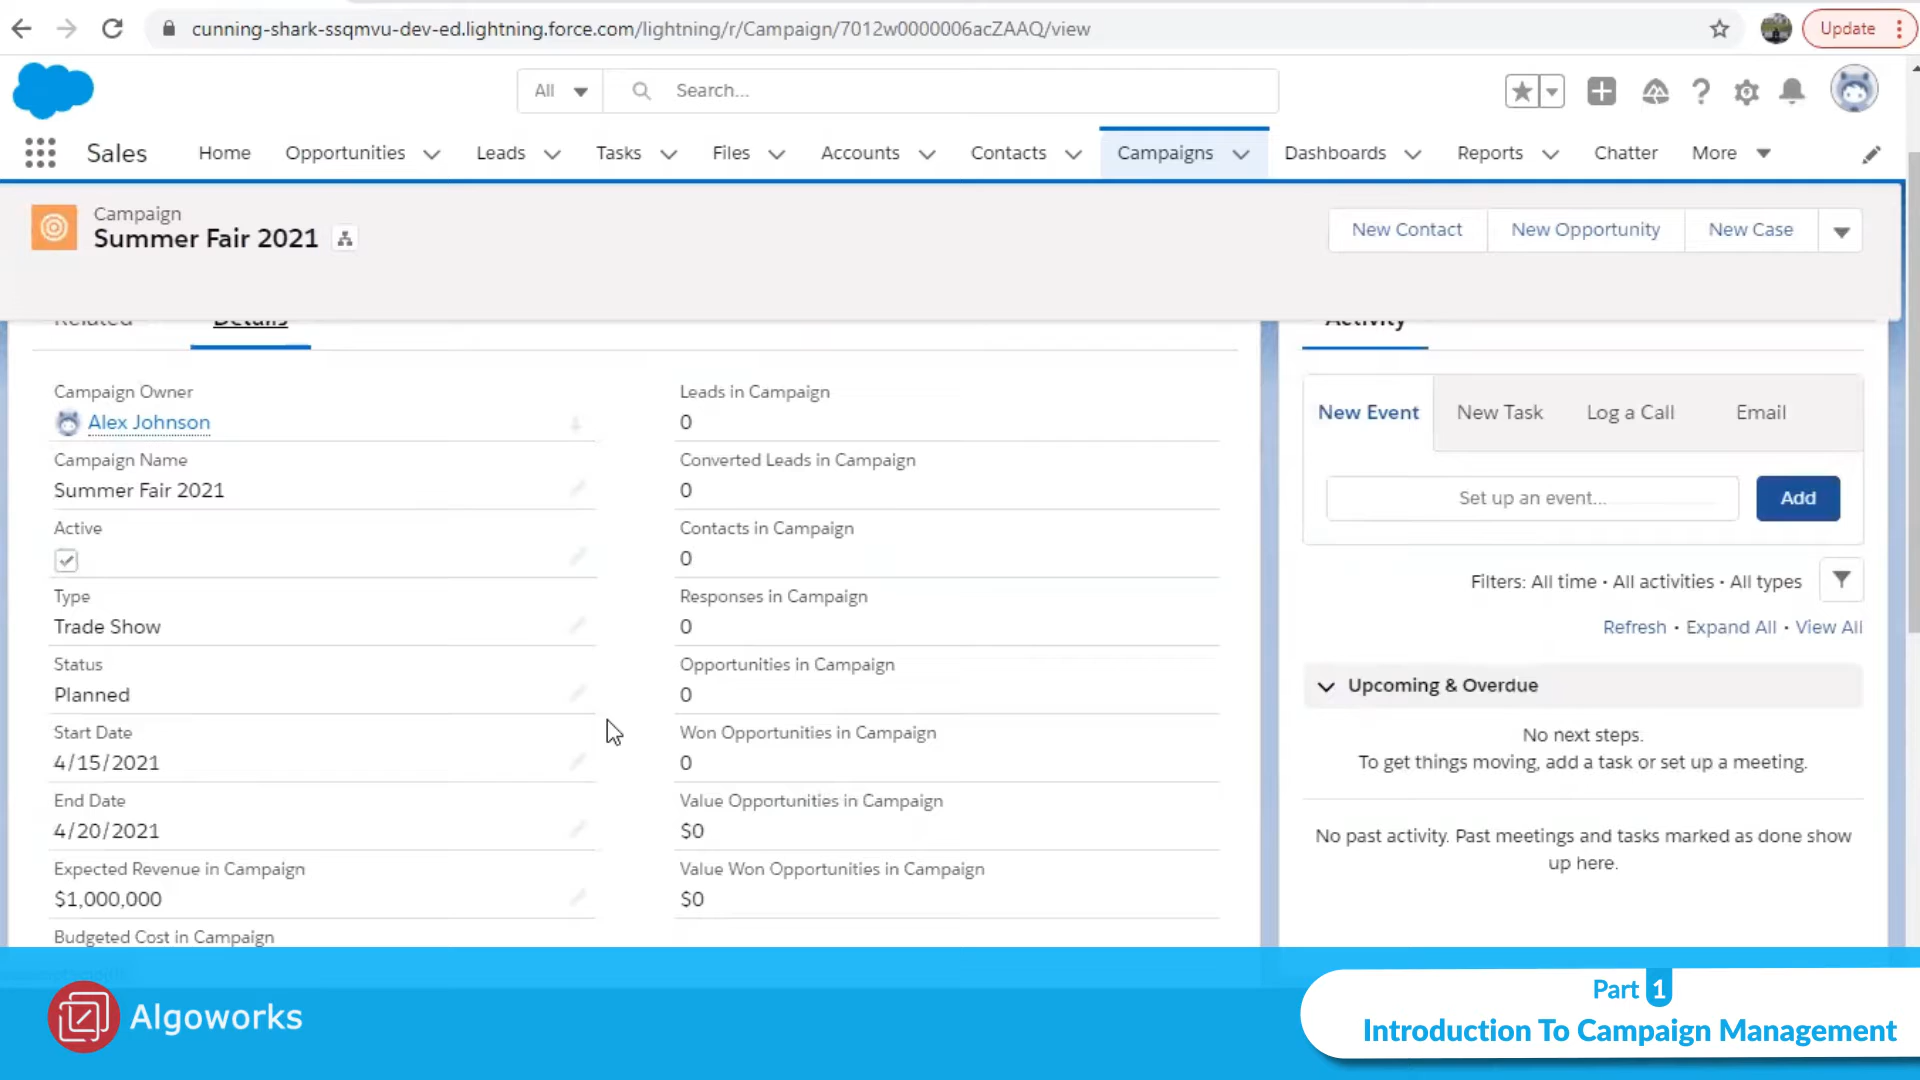 cunning-shark-ssqmvu-dev-ed.lightning.force.com/lightning/r/Campaign/7012w0000006acZAAQ/view
Update
All
Search...
Sales
Home
Opportunities
Leads
Tasks
Files
Accounts
Contacts
Campaigns
Dashboards
Reports
Chatter
More
Campaign
Summer Fair 2021
New Contact
New Opportunity
New Case
Related
Details
Activity
Campaign Owner
Alex Johnson
Campaign Name
Summer Fair 2021
Active
Type
Trade Show
Status
Planned
Start Date
4/15/2021
End Date
4/20/2021
Expected Revenue in Campaign
$1,000,000
Budgeted Cost in Campaign
Leads in Campaign
0
Converted Leads in Campaign
0
Contacts in Campaign
0
Responses in Campaign
0
Opportunities in Campaign
0
Won Opportunities in Campaign
0
Value Opportunities in Campaign
$0
Value Won Opportunities in Campaign
$0
New Event
New Task
Log a Call
Email
Set up an event...
Add
Filters: All time • All activities • All types
Refresh • Expand All • View All
Upcoming & Overdue
No next steps.
To get things moving, add a task or set up a meeting.
No past activity. Past meetings and tasks marked as done show
up here.
Algoworks
Part 1
Introduction To Campaign Management